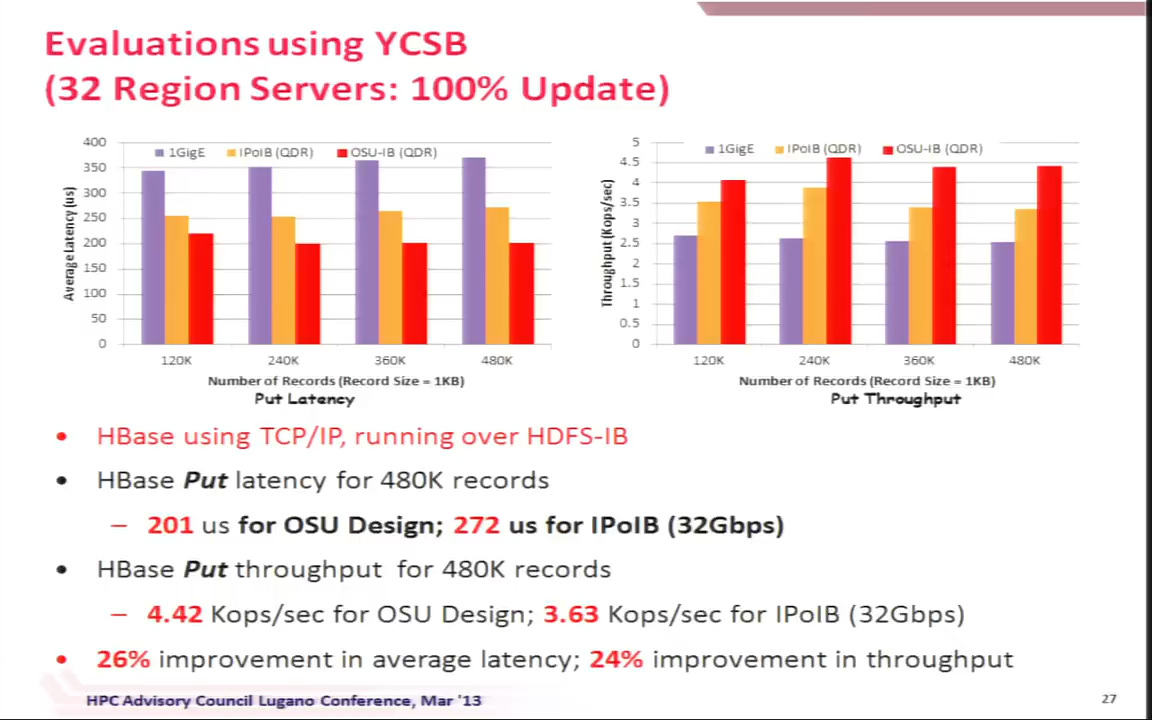 Evaluations using YCSB
(32 Region Servers: 100% Update)
400
350
300
250
200
150
100
50
0
Average Latency (us)
1GigE IPoIB (QDR) OSU-IB (QDR)
120K 240K 360K 480K
Number of Records (Record Size = 1KB)
Put Latency
5
4.5
4
3.5
3
2.5
2
1.5
1
0.5
0
Throughput (Kops/sec)
1GigE IPoIB (QDR) OSU-IB (QDR)
120K 240K 360K 480K
Number of Records (Record Size = 1KB)
Put Throughput
• HBase using TCP/IP, running over HDFS-IB
• HBase Put latency for 480K records
– 201 us for OSU Design; 272 us for IPoIB (32Gbps)
• HBase Put throughput for 480K records
– 4.42 Kops/sec for OSU Design; 3.63 Kops/sec for IPoIB (32Gbps)
• 26% improvement in average latency; 24% improvement in throughput
HPC Advisory Council Lugano Conference, Mar '13
27